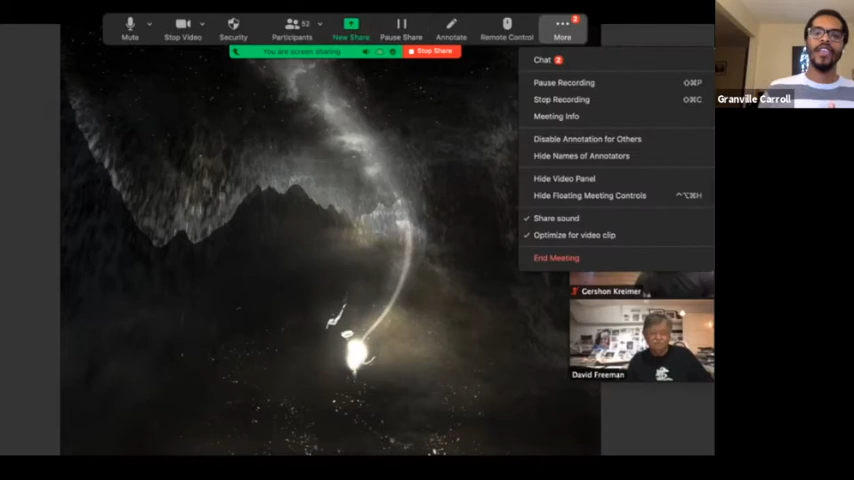 Mute
Stop Video
Security
Participants
52
New Share
Pause Share
Annotate
Remote Control
More
2
You are screen sharing
Stop Share
Chat 2
Pause Recording ⇧⌘P
Stop Recording ⇧⌘C
Meeting Info
Disable Annotation for Others
Hide Names of Annotators
Hide Video Panel
Hide Floating Meeting Controls ^⌥⌘H
Share sound
Optimize for video clip
End Meeting
Granville Carroll
Gershon Kreimer
David Freeman